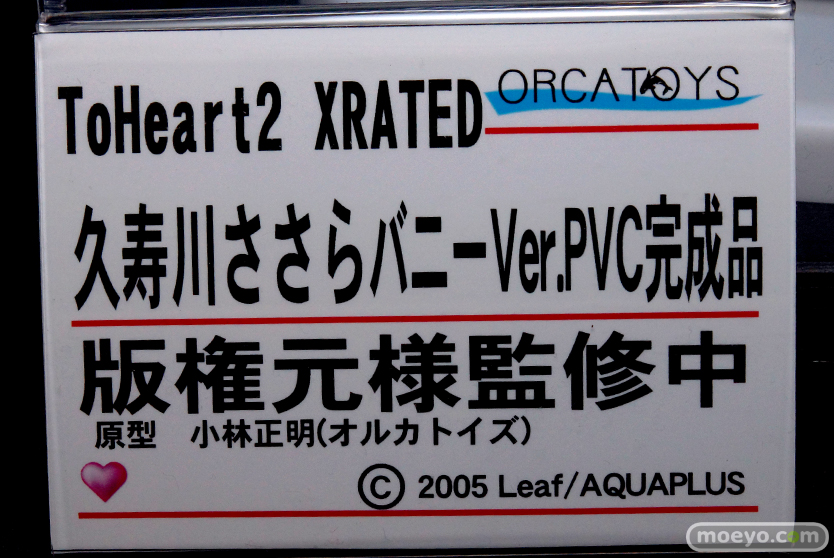 ToHeart2 XRATED
ORCATOYS
久寿川ささらバニーVer.PVC完成品
版権元様監修中
原型　小林正明(オルカトイズ)
© 2005 Leaf/AQUAPLUS
moeyo.com